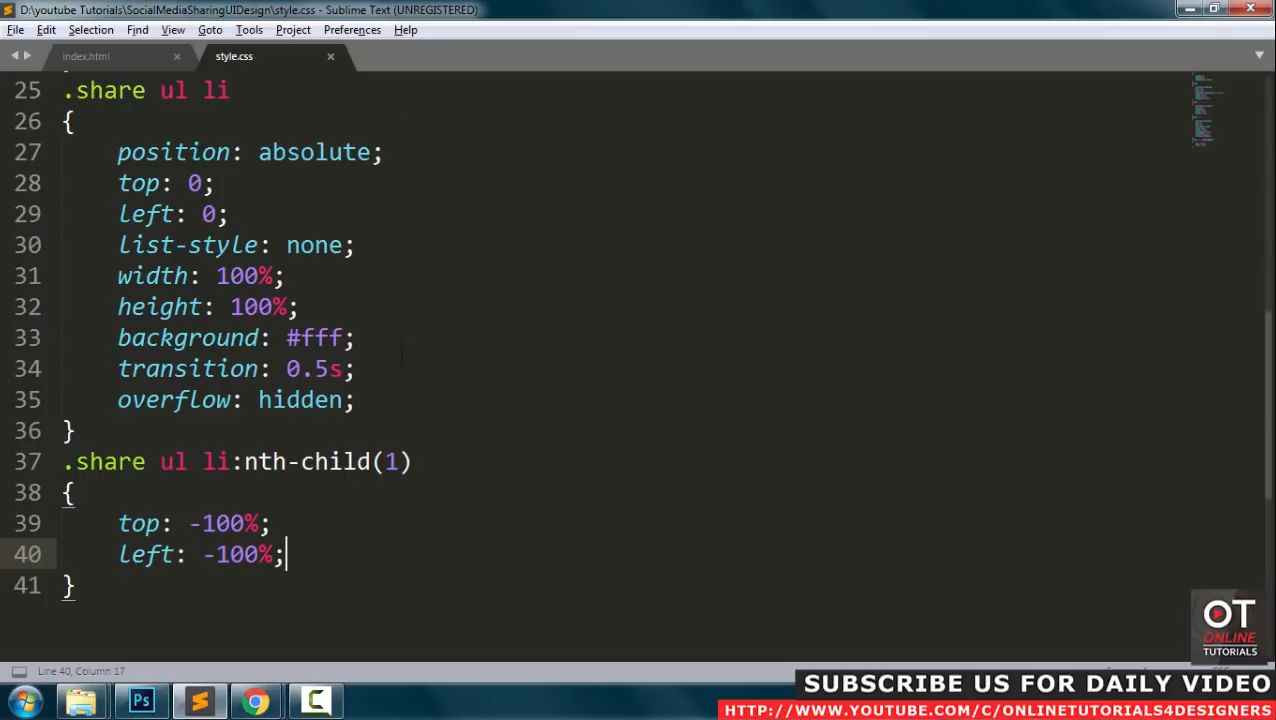 D:\youtube Tutorials\SocialMediaSharingUIDesign\style.css - Sublime Text (UNREGISTERED)
File Edit Selection Find View Goto Tools Project Preferences Help
index.html × style.css ×
25 .share ul li
26 {
27 position: absolute;
28 top: 0;
29 left: 0;
30 list-style: none;
31 width: 100%;
32 height: 100%;
33 background: #fff;
34 transition: 0.5s;
35 overflow: hidden;
36 }
37 .share ul li:nth-child(1)
38 {
39 top: -100%;
40 left: -100%;
41 }
OT
ONLINE
TUTORIALS
Line 40, Column 17
Ps
SUBSCRIBE US FOR DAILY VIDEO
HTTP://WWW.YOUTUBE.COM/C/ONLINETUTORIALS4DESIGNERS